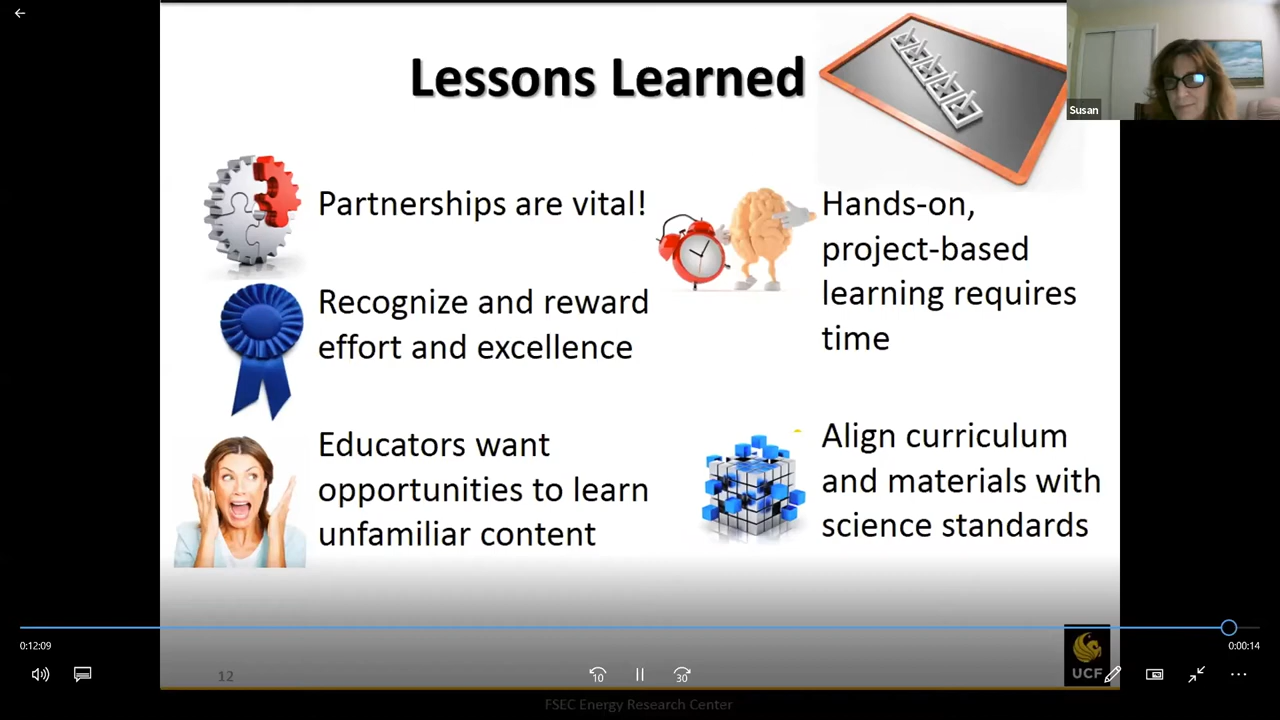 Lessons Learned
Susan
Partnerships are vital!
Recognize and reward
effort and excellence
Educators want
opportunities to learn
unfamiliar content
Hands-on,
project-based
learning requires
time
Align curriculum
and materials with
science standards
0:12:09
0:00:14
10
30
12
UCF
FSEC Energy Research Center